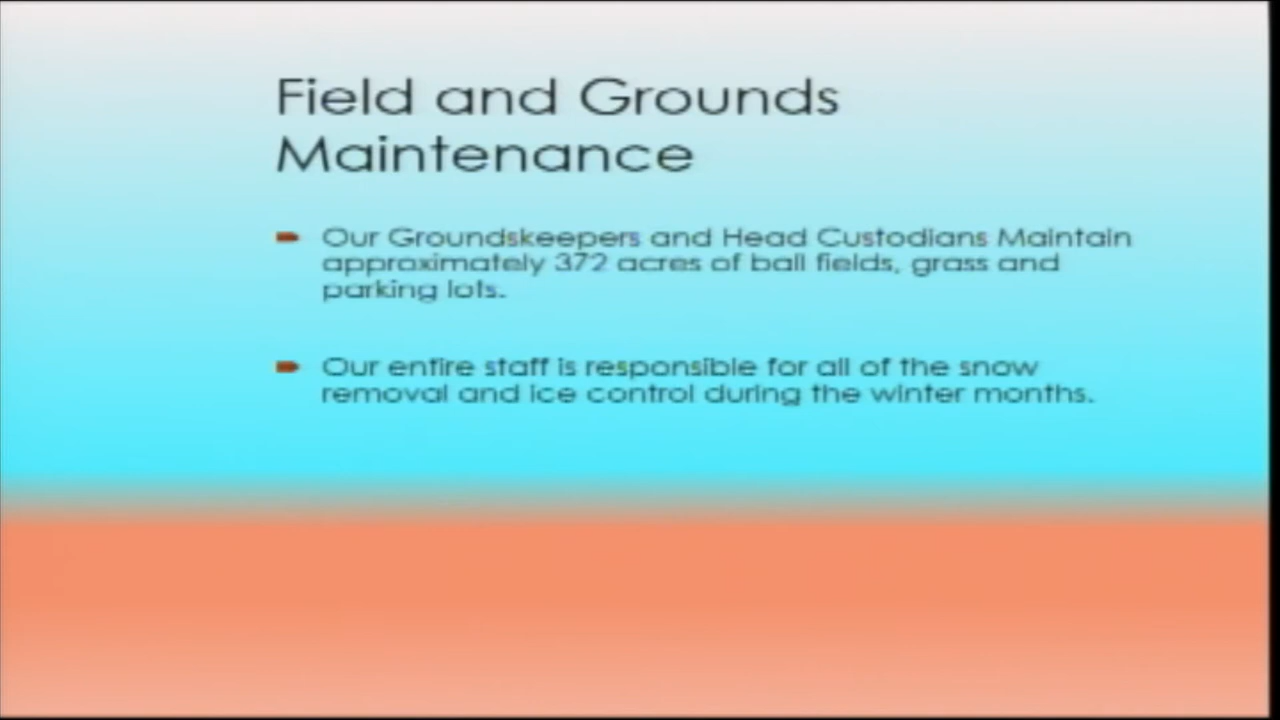 Field and Grounds
Maintenance
Our Groundskeepers and Head Custodians Maintain
approximately 372 acres of ball fields, grass and
parking lots.
Our entire staff is responsible for all of the snow
removal and ice control during the winter months.